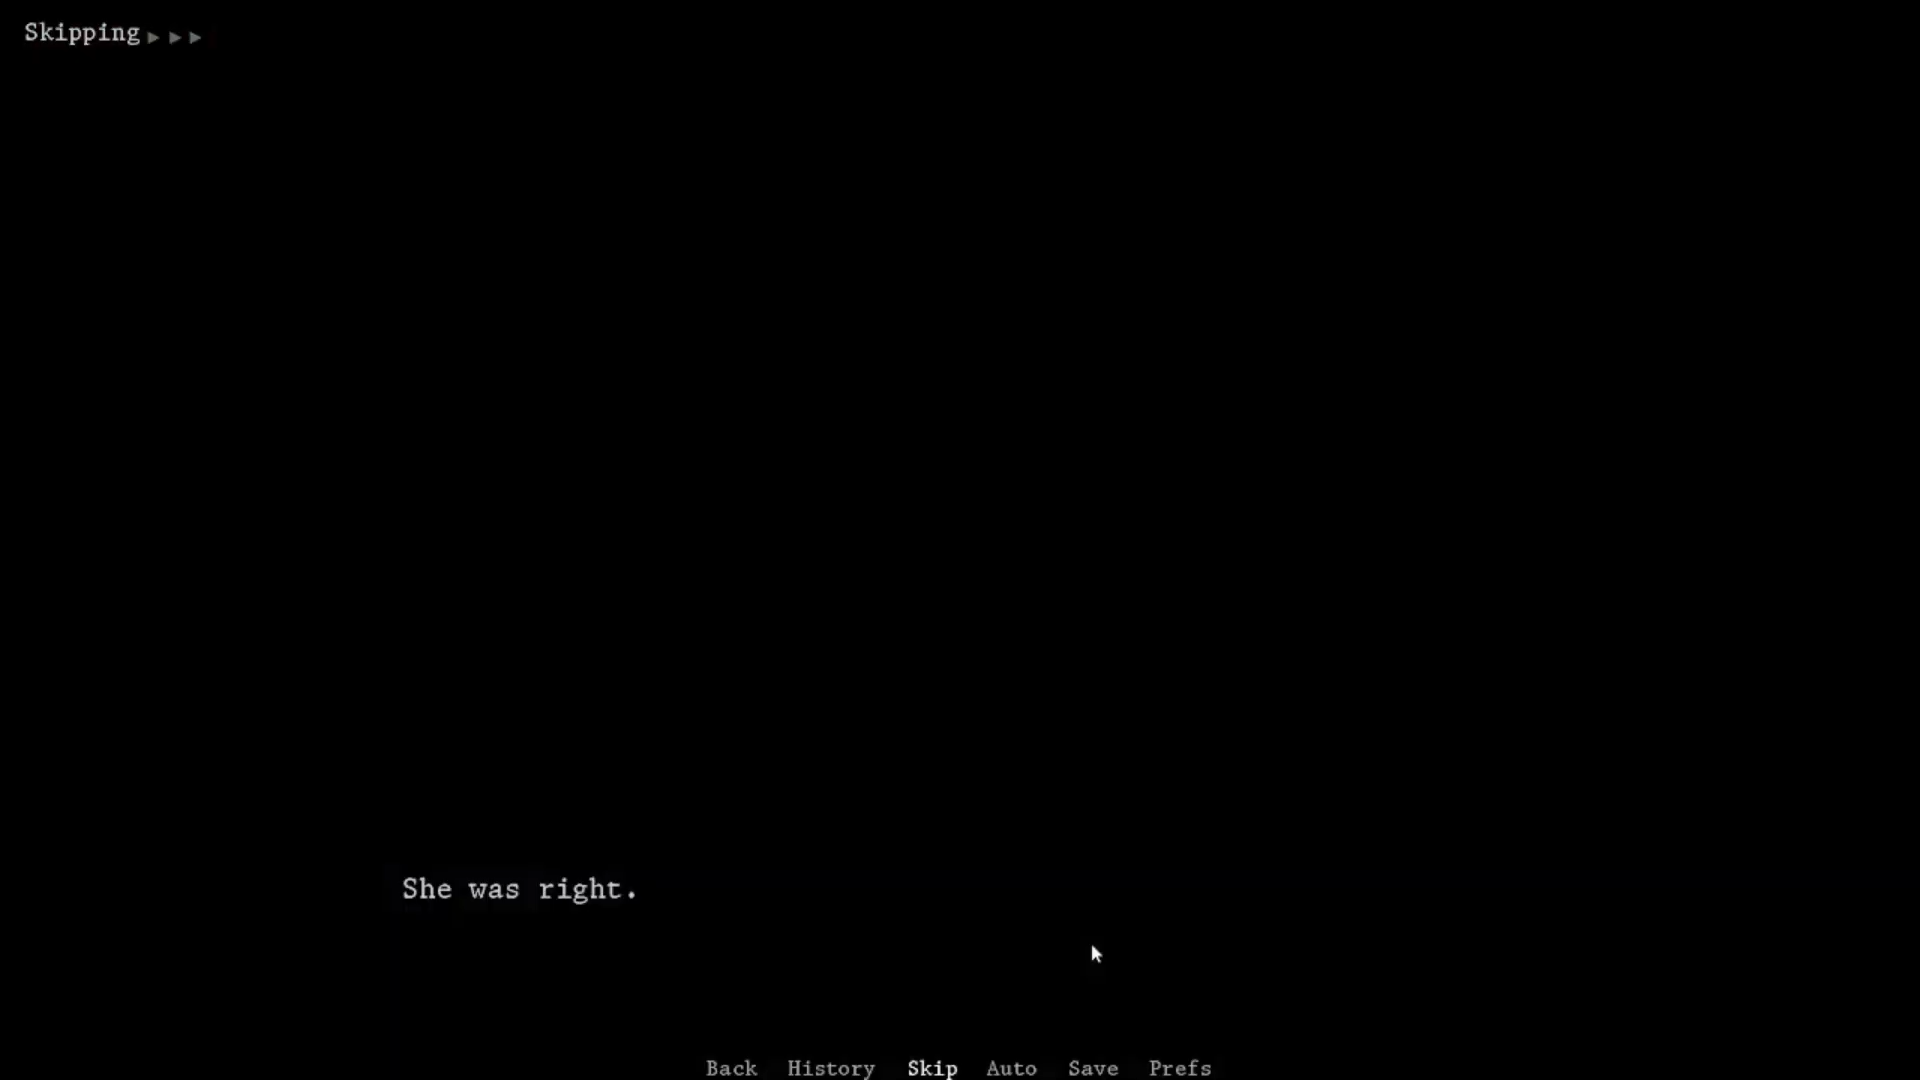 Skipping ▸ ▸ ▸
She was right.
Back History Skip Auto Save Prefs